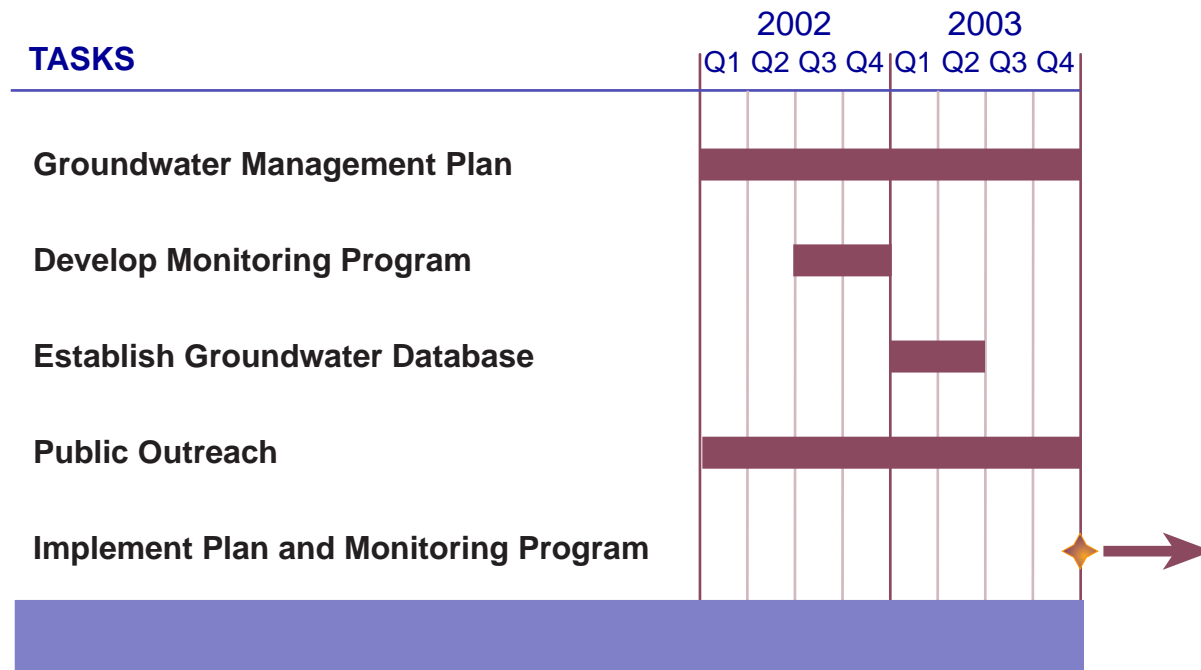 2002 2003
TASKS Q1 Q2 Q3 Q4 Q1 Q2 Q3 Q4
Groundwater Management Plan
Develop Monitoring Program
Establish Groundwater Database
Public Outreach
Implement Plan and Monitoring Program